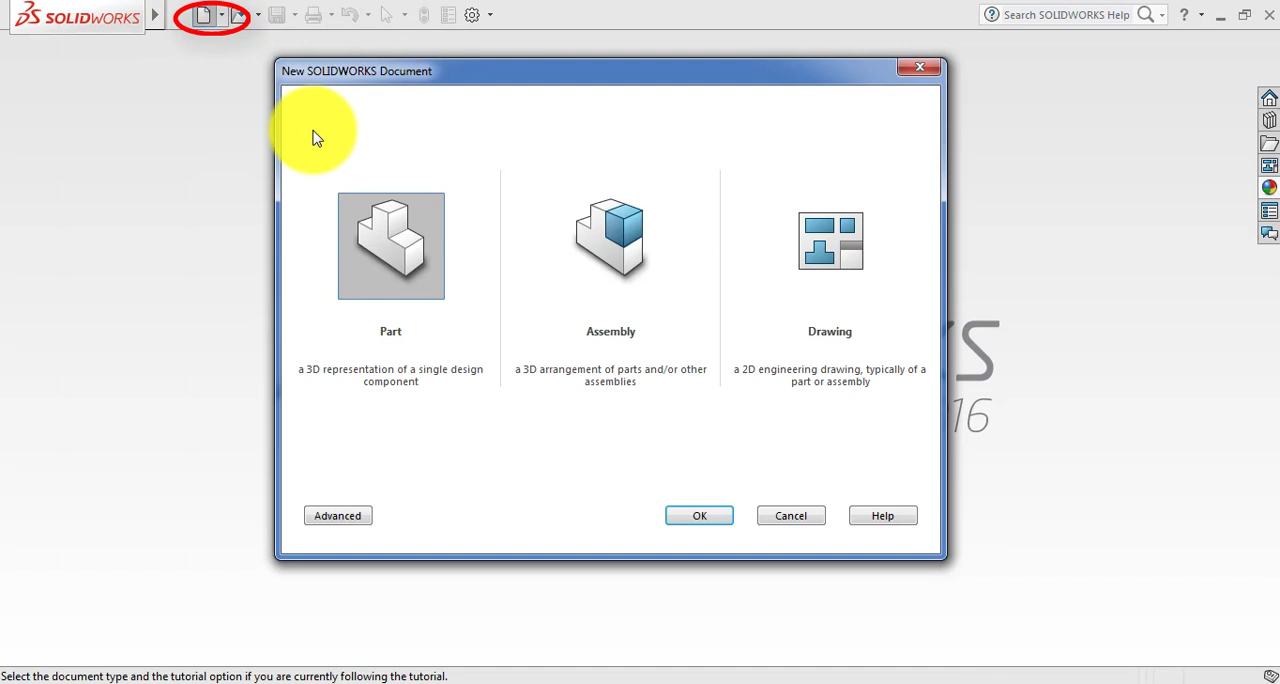 SOLIDWORKS
Search SOLIDWORKS Help
?
New SOLIDWORKS Document
Part
a 3D representation of a single design
component
Assembly
a 3D arrangement of parts and/or other
assemblies
Drawing
a 2D engineering drawing, typically of a
part or assembly
S
16
Advanced
OK
Cancel
Help
Select the document type and the tutorial option if you are currently following the tutorial.